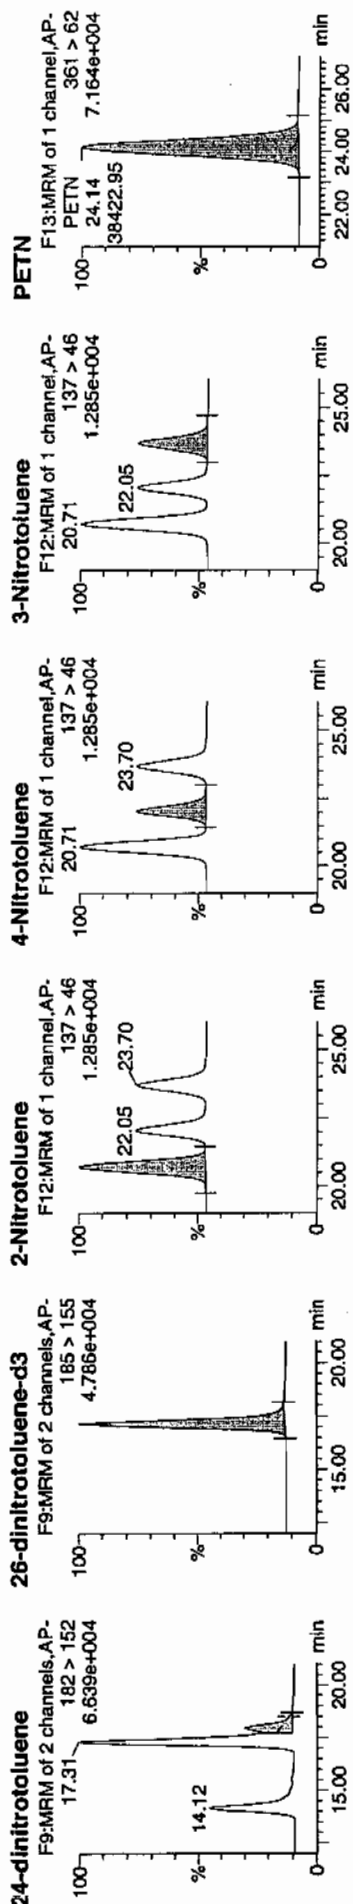 24-dinitrotoluene
F9:MRM of 2 channels,AP-
182 > 152
6.639e+004
17.31
14.12
100
%
0
15.00
20.00
min
26-dinitrotoluene-d3
F9:MRM of 2 channels,AP-
185 > 155
4.786e+004
100
%
0
15.00
20.00
min
2-Nitrotoluene
F12:MRM of 1 channel,AP-
137 > 46
1.285e+004
22.05
23.70
100
%
0
20.00
25.00
min
4-Nitrotoluene
F12:MRM of 1 channel,AP-
20.71
137 > 46
1.285e+004
23.70
100
%
0
20.00
25.00
min
3-Nitrotoluene
F12:MRM of 1 channel,AP-
20.71
137 > 46
1.285e+004
22.05
100
%
0
20.00
25.00
min
PETN
F13:MRM of 1 channel,AP-
PETN
361 > 62
24.14
7.164e+004
38422.95
100
%
0
22.00
24.00
26.00
min